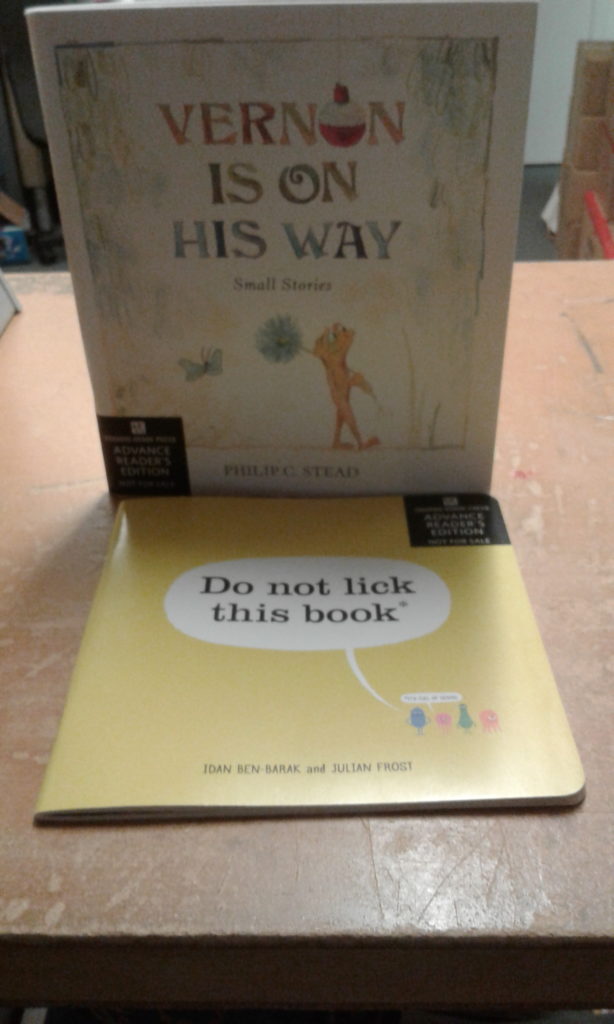 VERNON
IS ON
HIS WAY
Small Stories
ADVANCE
READER'S
EDITION
NOT FOR SALE
PHILIP C. STEAD
ADVANCE
READER'S
EDITION
NOT FOR SALE
Do not lick
this book*
IDAN BEN-BARAK and JULIAN FROST